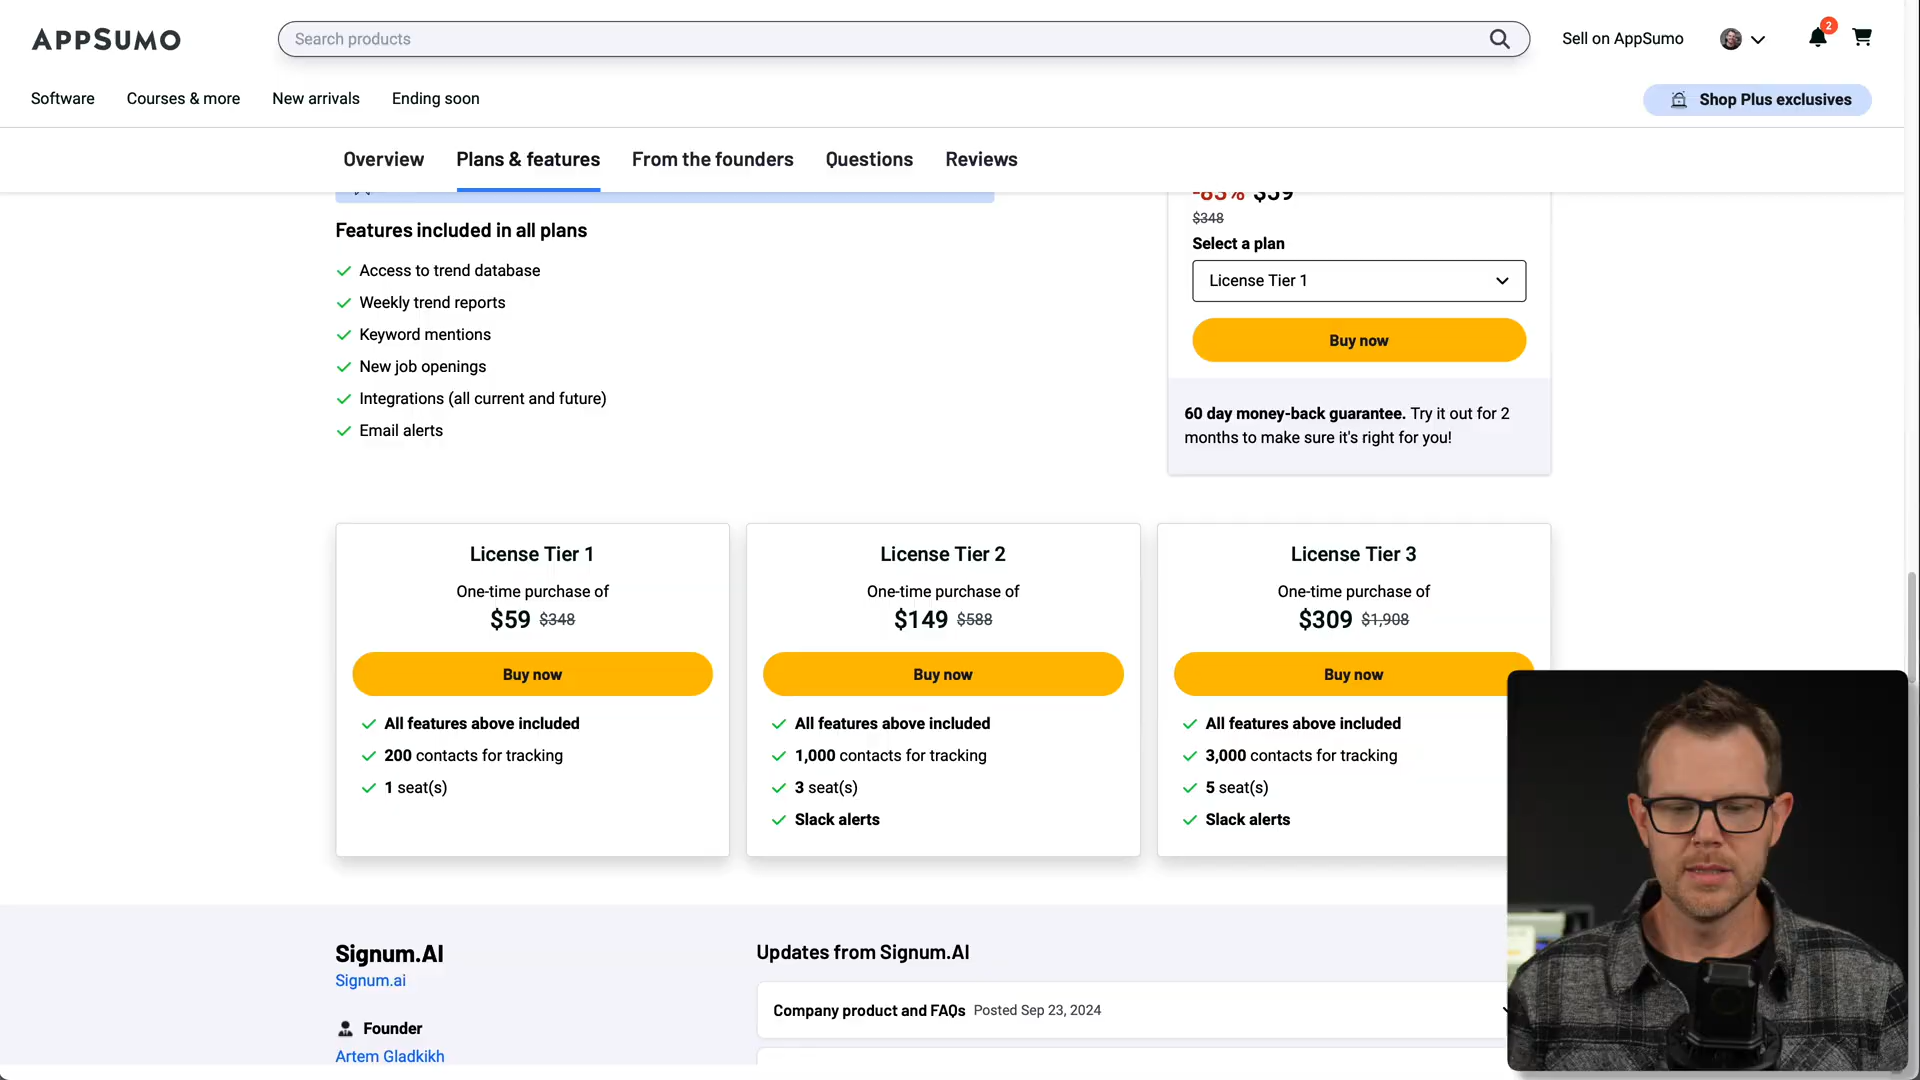 APPSUMO
Search products
Sell on AppSumo
2
Software
Courses & more
New arrivals
Ending soon
Shop Plus exclusives
Overview
Plans & features
From the founders
Questions
Reviews
Features included in all plans
Access to trend database
Weekly trend reports
Keyword mentions
New job openings
Integrations (all current and future)
Email alerts
-83% $59
$348
Select a plan
License Tier 1
Buy now
60 day money-back guarantee. Try it out for 2
months to make sure it's right for you!
License Tier 1
One-time purchase of
$59 $348
Buy now
All features above included
200 contacts for tracking
1 seat(s)
License Tier 2
One-time purchase of
$149 $588
Buy now
All features above included
1,000 contacts for tracking
3 seat(s)
Slack alerts
License Tier 3
One-time purchase of
$309 $1,908
Buy now
All features above included
3,000 contacts for tracking
5 seat(s)
Slack alerts
Signum.AI
Signum.ai
Founder
Artem Gladkikh
Updates from Signum.AI
Company product and FAQs Posted Sep 23, 2024